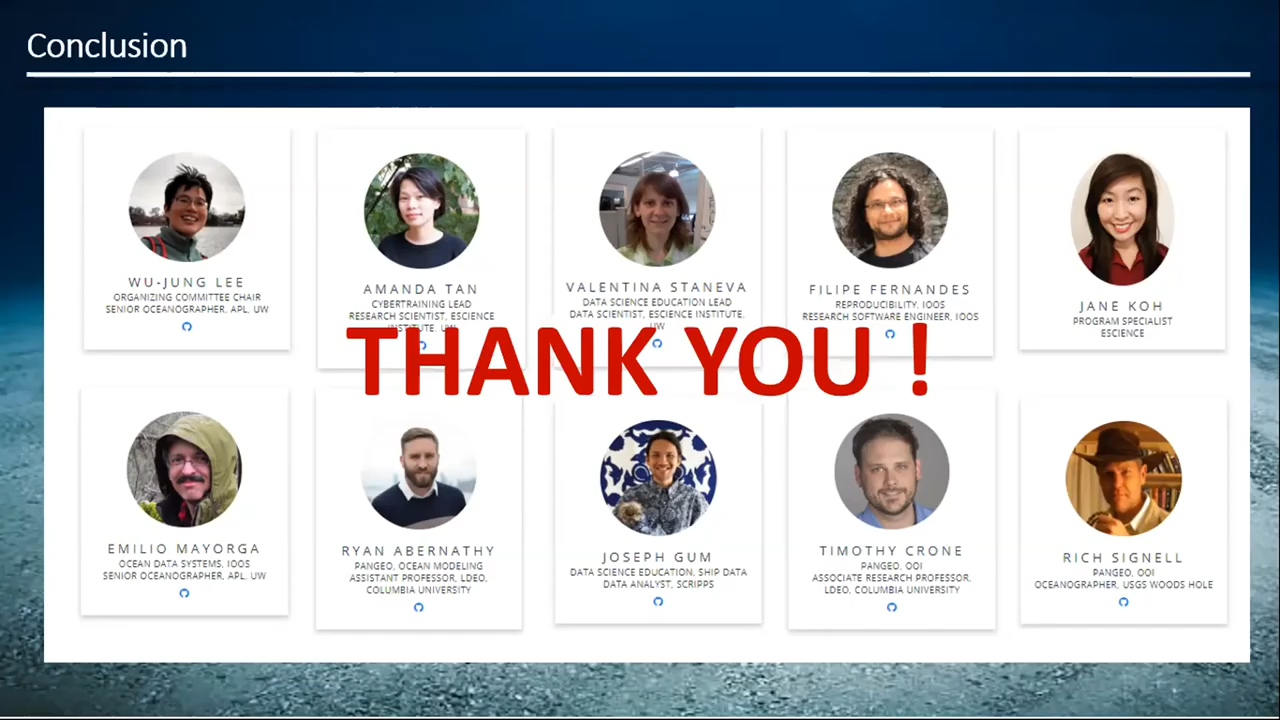 Conclusion
WU-JUNG LEE
ORGANIZING COMMITTEE CHAIR
SENIOR OCEANOGRAPHER, APL, UW
AMANDA TAN
CYBERTRAINING LEAD
RESEARCH SCIENTIST, ESCIENCE
INSTITUTE, UW
VALENTINA STANEVA
DATA SCIENCE EDUCATION LEAD
DATA SCIENTIST, ESCIENCE INSTITUTE,
UW
FILIPE FERNANDES
REPRODUCIBILITY, IOOS
RESEARCH SOFTWARE ENGINEER, IOOS
JANE KOH
PROGRAM SPECIALIST
ESCIENCE
THANK YOU !
EMILIO MAYORGA
OCEAN DATA SYSTEMS, IOOS
SENIOR OCEANOGRAPHER, APL, UW
RYAN ABERNATHY
PANGEO, OCEAN MODELING
ASSISTANT PROFESSOR, LDEO,
COLUMBIA UNIVERSITY
JOSEPH GUM
DATA SCIENCE EDUCATION, SHIP DATA
DATA ANALYST, SCRIPPS
TIMOTHY CRONE
PANGEO, OOI
ASSOCIATE RESEARCH PROFESSOR,
LDEO, COLUMBIA UNIVERSITY
RICH SIGNELL
PANGEO, OOI
OCEANOGRAPHER, USGS WOODS HOLE